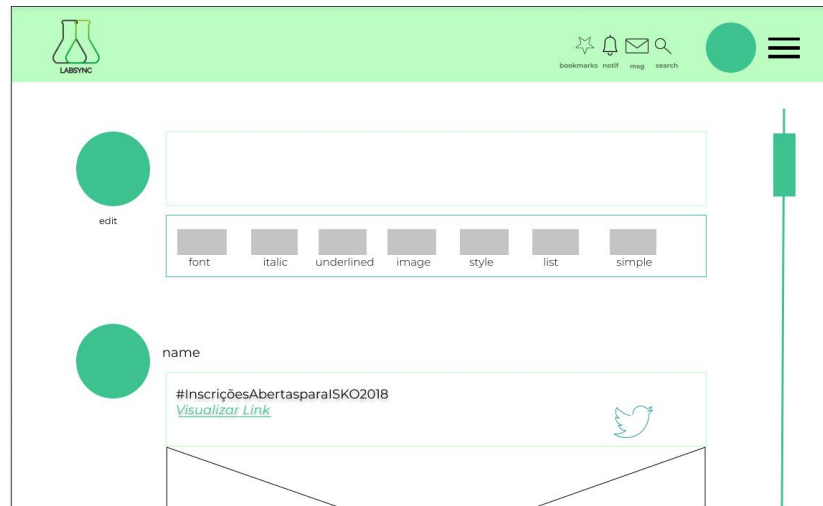 LABSYNC
bookmarks notif msg search
edit
font italic underlined image style list simple
name
#InscriçõesAbertasparaISKO2018
Visualizar Link